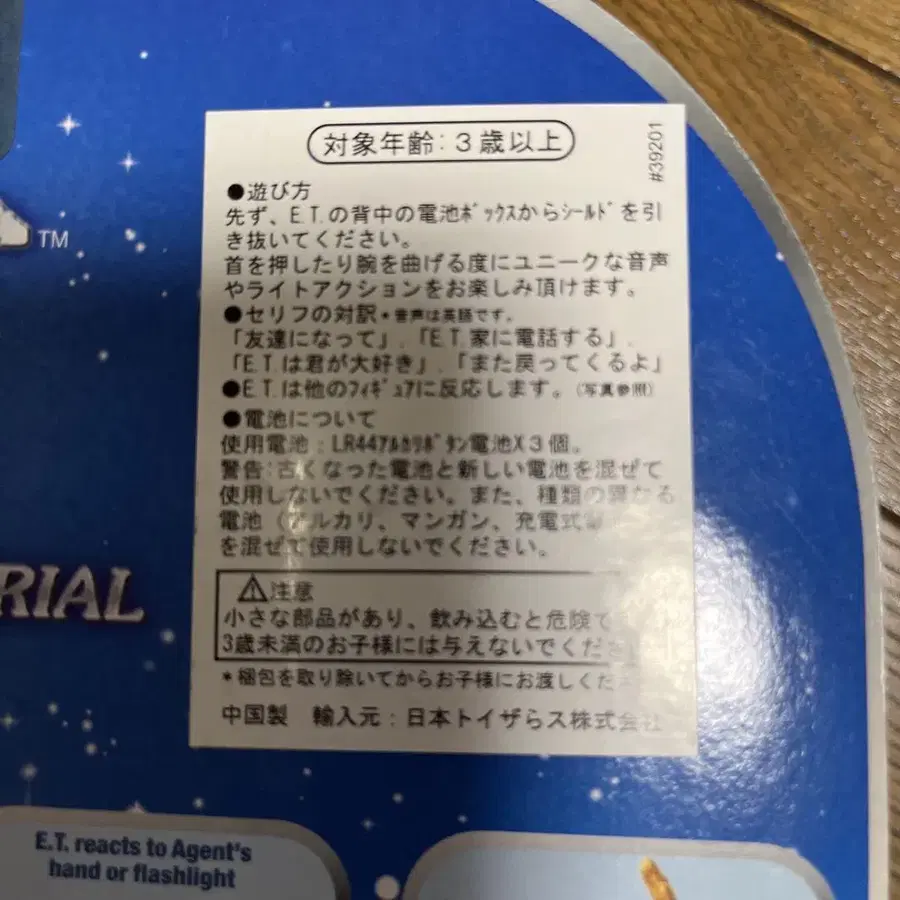 対象年齢：3歳以上
#39201
●遊び方
先ず、E.T.の背中の電池ﾎﾞｯｸｽからｼｰﾙﾄﾞを引
き抜いてください。
首を押したり腕を曲げる度にユニークな音声
やライトアクションをお楽しみ頂けます。
●セリフの対訳＊音声は英語です。
「友達になって」.「E.T.家に電話する」.
「E.T.は君が大好き」.「また戻ってくるよ」
●E.T.は他のﾌｨｷﾞｭｱに反応します。(写真参照)
●電池について
使用電池：LR44ｱﾙｶﾘﾎﾞﾀﾝ電池X3個。
警告:古くなった電池と新しい電池を混ぜて
使用しないでください。また、種類の異なる
電池（アルカリ、マンガン、充電式
を混ぜて使用しないでください。
⚠注意
小さな部品があり、飲み込むと危険で
3歳未満のお子様には与えないでくださ
＊梱包を取り除いてからお子様にお渡しくだ
中国製　輸入元：日本トイザらス株式会社
TM
RIAL
E.T. reacts to Agent's
hand or flashlight